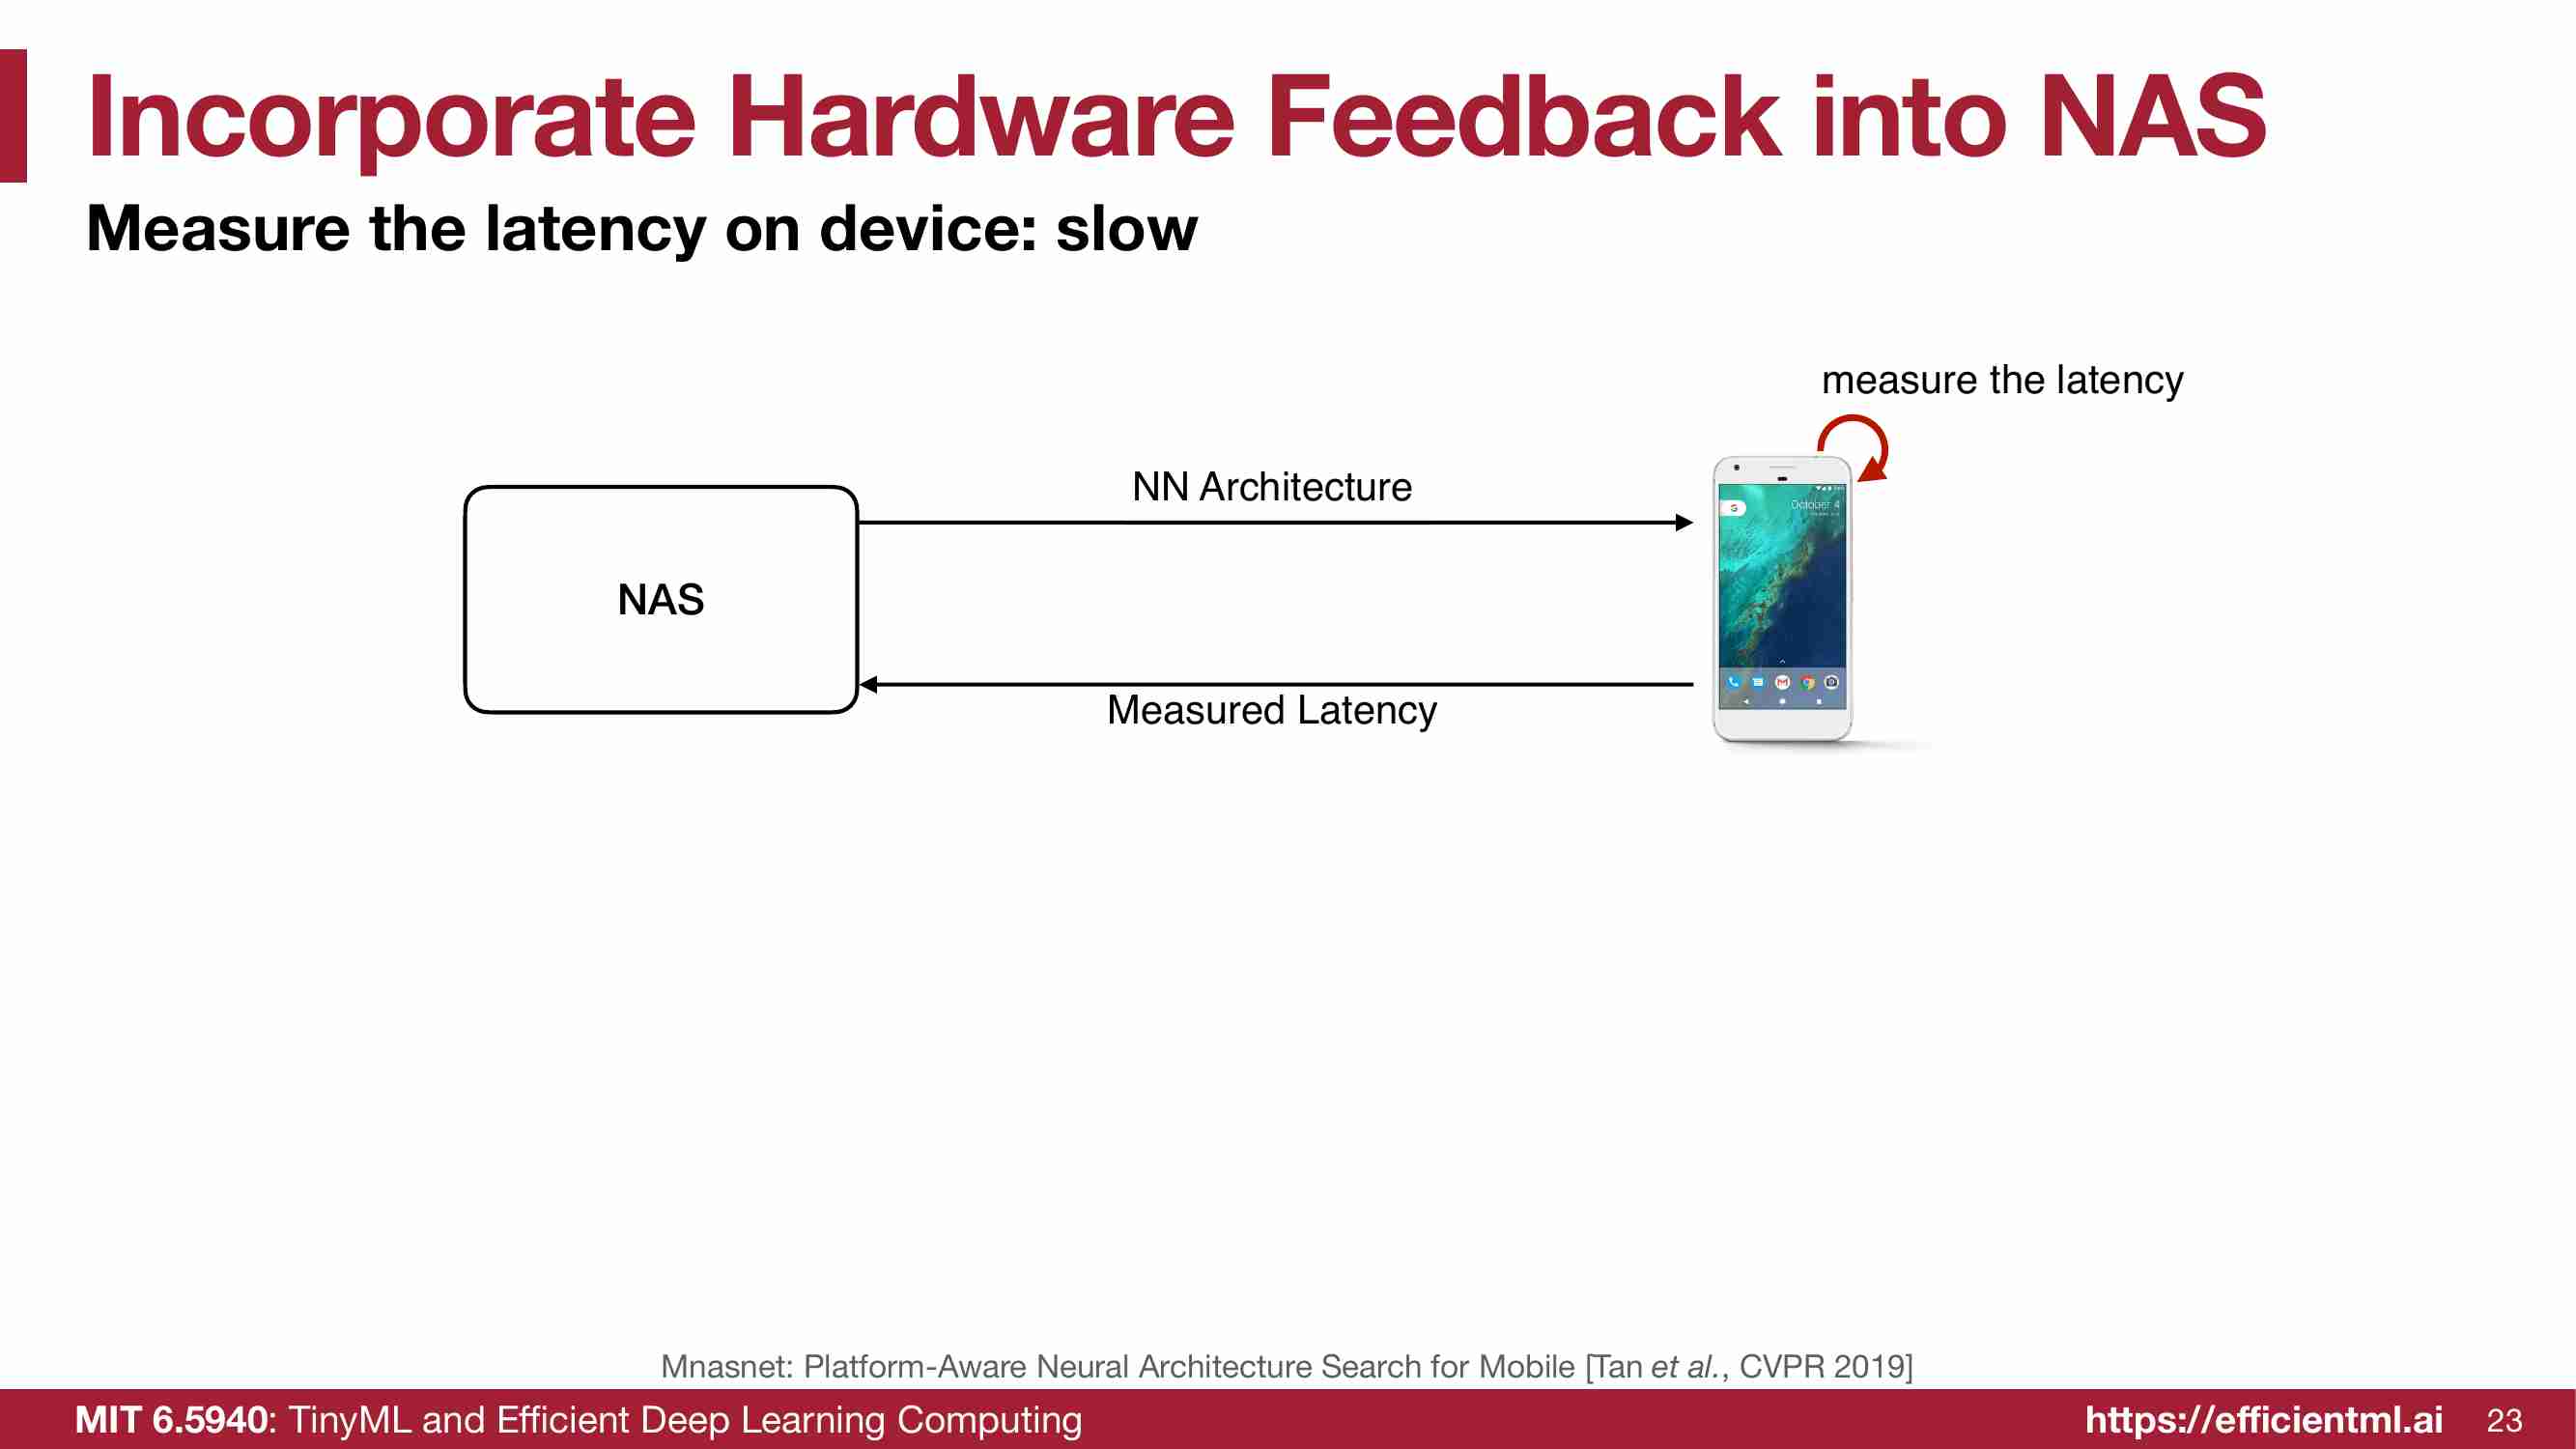 Incorporate Hardware Feedback into NAS
Measure the latency on device: slow
measure the latency
NN Architecture
October 4
NAS
Measured Latency
Mnasnet: Platform-Aware Neural Architecture Search for Mobile [Tan et al., CVPR 2019]
MIT 6.5940: TinyML and Efficient Deep Learning Computing
https://efficientml.ai
23